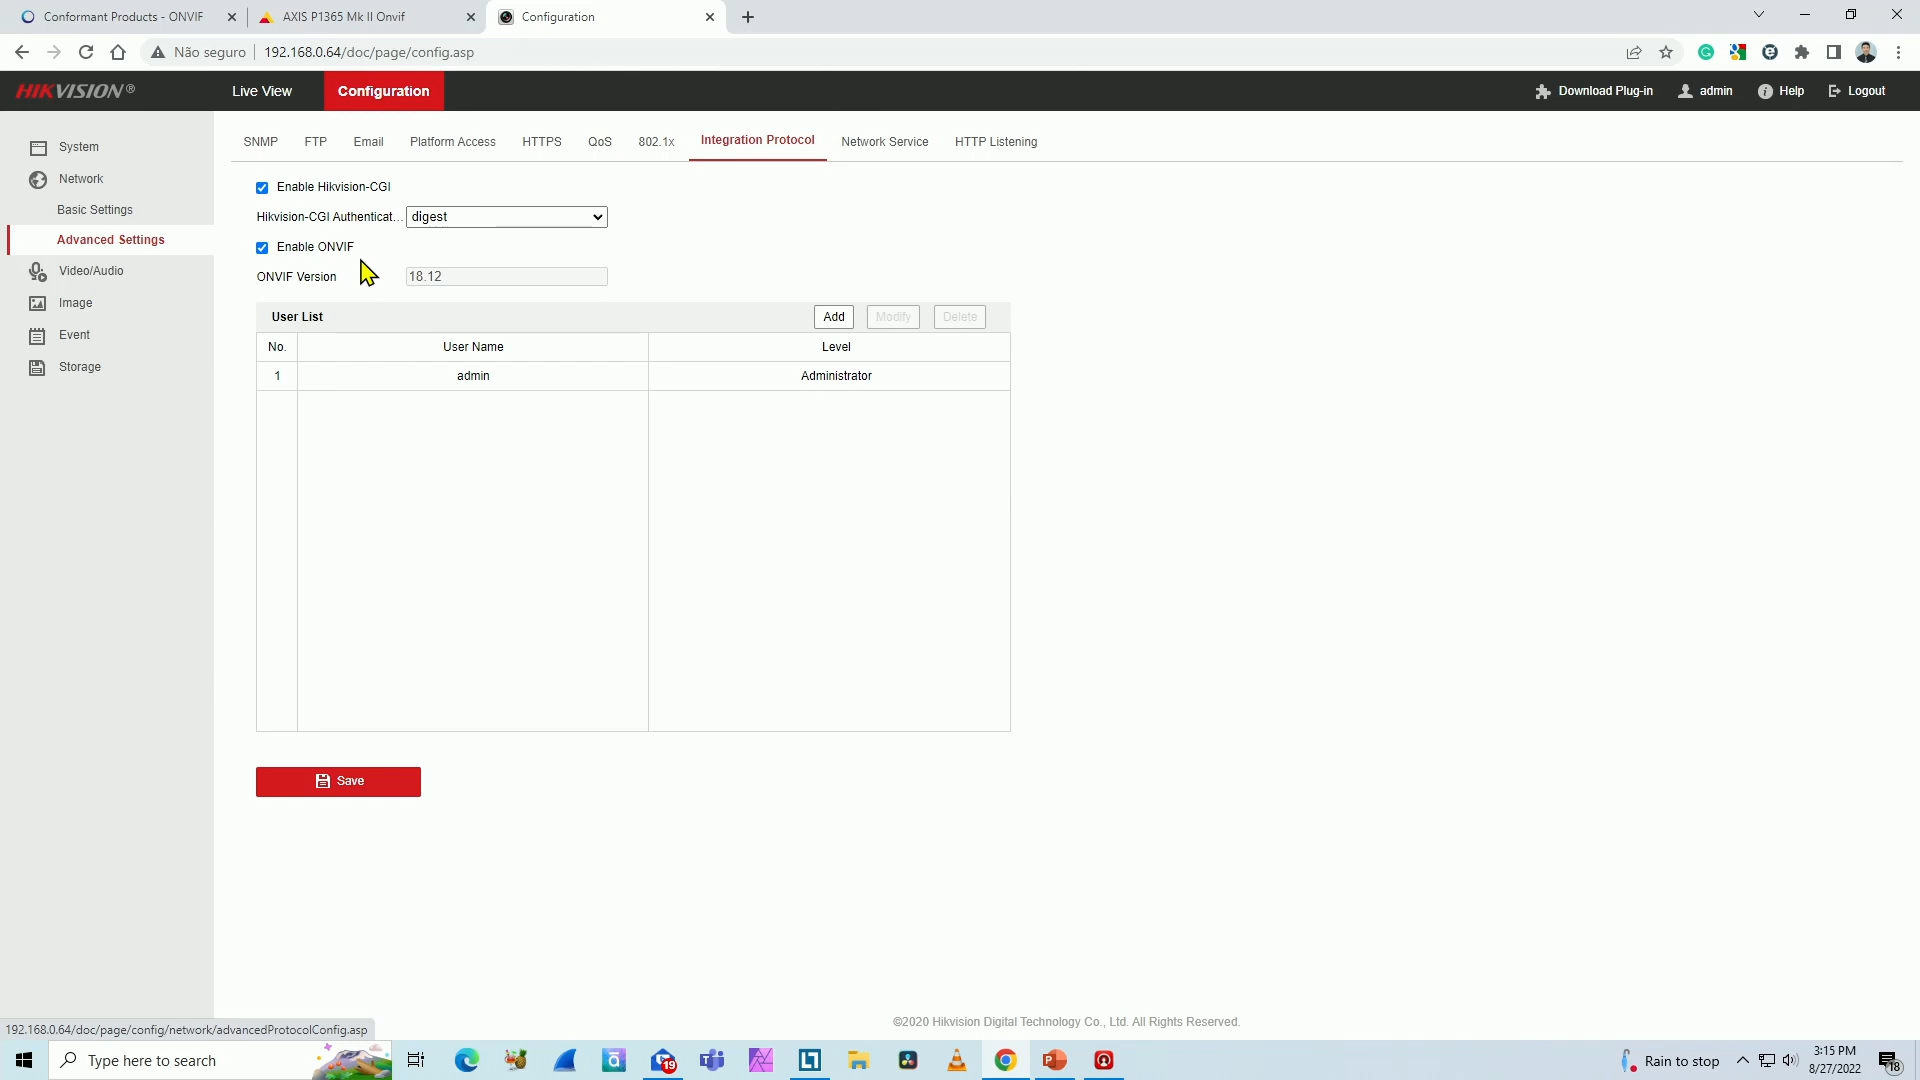 Conformant Products - ONVIF
AXIS P1365 Mk II Onvif
Configuration
Não seguro
192.168.0.64/doc/page/config.asp
HIKVISION®
Live View
Configuration
Download Plug-in
admin
Help
Logout
System
Network
Basic Settings
Advanced Settings
Video/Audio
Image
Event
Storage
SNMP FTP Email Platform Access HTTPS QoS 802.1x Integration Protocol Network Service HTTP Listening
Enable Hikvision-CGI
Hikvision-CGI Authenticat... digest
Enable ONVIF
ONVIF Version 18.12
User List Add Modify Delete
No. User Name Level
1 admin Administrator
Save
©2020 Hikvision Digital Technology Co., Ltd. All Rights Reserved.
192.168.0.64/doc/page/config/network/advancedProtocolConfig.asp
Type here to search
19
Rain to stop
3:15 PM
8/27/2022
18